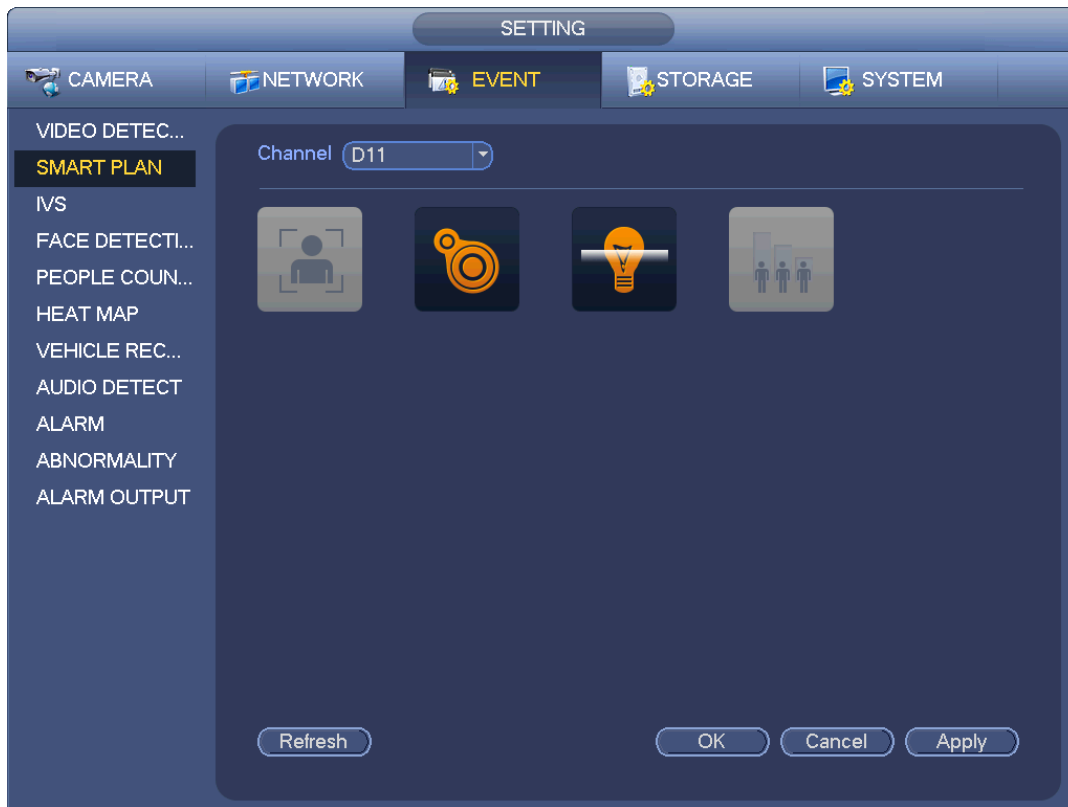 SETTING
CAMERA
NETWORK
EVENT
STORAGE
SYSTEM
VIDEO DETEC...
SMART PLAN
IVS
FACE DETECTI...
PEOPLE COUN...
HEAT MAP
VEHICLE REC...
AUDIO DETECT
ALARM
ABNORMALITY
ALARM OUTPUT
Channel D11
Refresh OK Cancel Apply